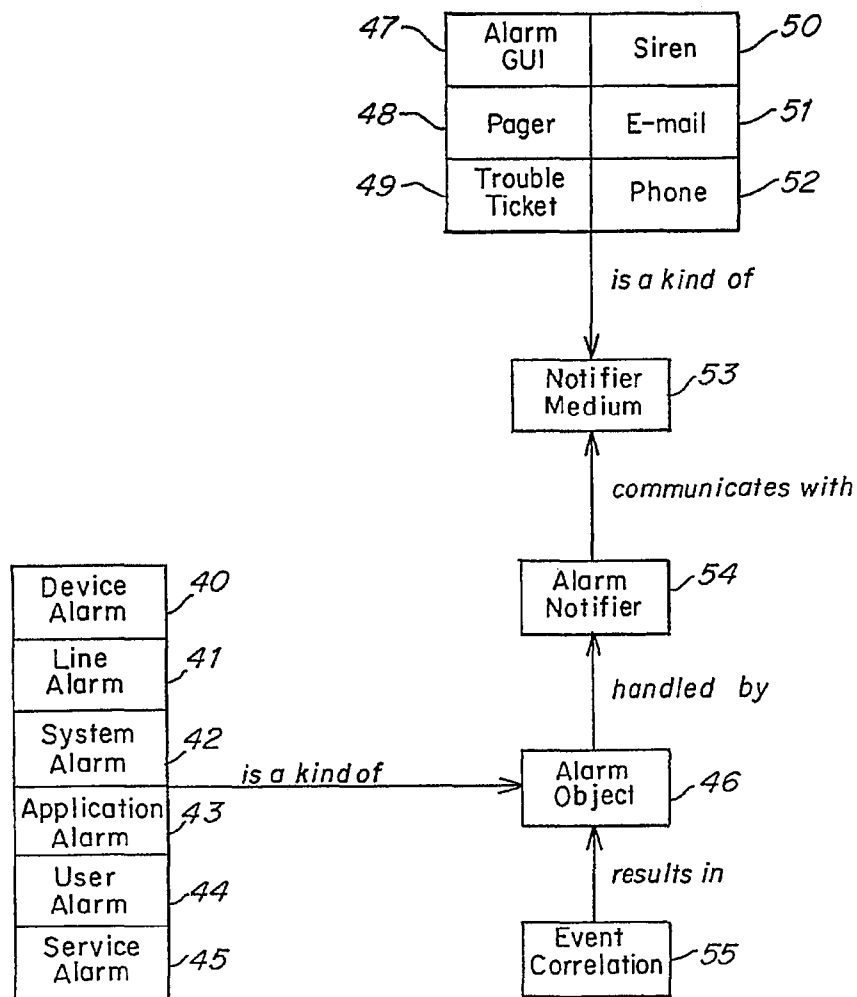 47 Alarm GUI Siren 50
48 Pager E-mail 51
49 Trouble Ticket Phone 52
is a kind of
Notifier Medium 53
communicates with
Alarm Notifier 54
handled by
Device Alarm 40
Line Alarm 41
System Alarm 42
Application Alarm 43
User Alarm 44
Service Alarm 45
is a kind of
Alarm Object 46
results in
Event Correlation 55